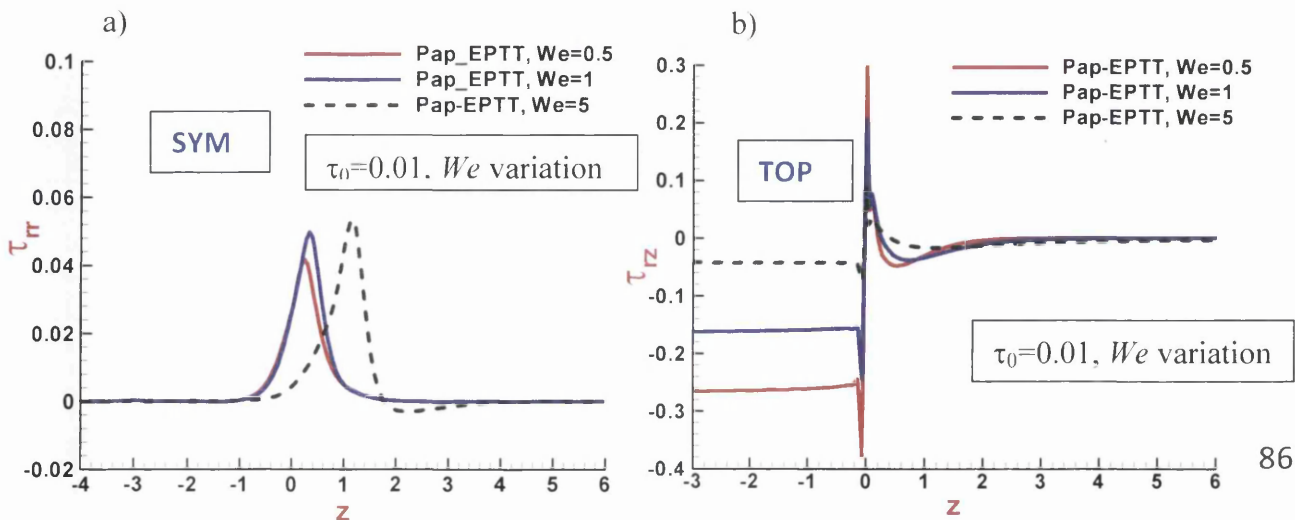 a)
Pap_EPTT, We=0.5
Pap_EPTT, We=1
Pap-EPTT, We=5
SYM
τ0=0.01, We variation
τrr
0.1
0.08
0.06
0.04
0.02
0
-0.02
-4 -3 -2 -1 0 1 2 3 4 5 6
z
b)
Pap-EPTT, We=0.5
Pap-EPTT, We=1
Pap-EPTT, We=5
TOP
τ0=0.01, We variation
τrz
0.3
0.2
0.1
0
-0.1
-0.2
-0.3
-0.4
-3 -2 -1 0 1 2 3 4 5 6
z
86